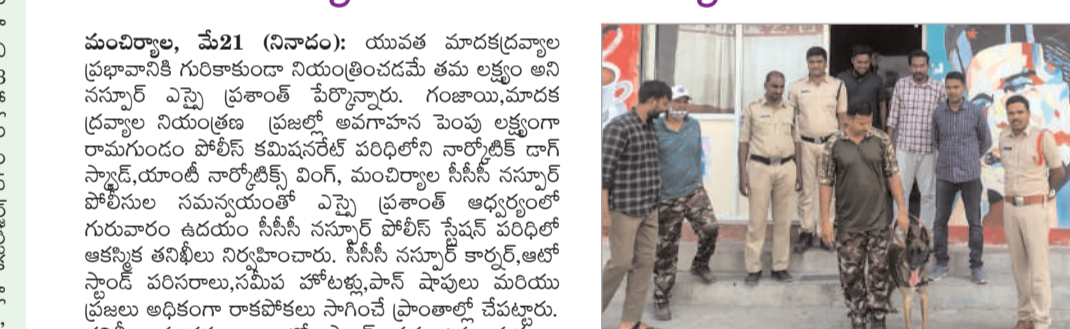 మంచిర్యాల, మే21 (నినాదం): యువత మాదకద్రవ్యాల
ప్రభావానికి గురికాకుండా నియంత్రించడమే తమ లక్ష్యం అని
నస్పూర్ ఎస్సై ప్రశాంత్ పేర్కొన్నారు. గంజాయి,మాదక
ద్రవ్యాల నియంత్రణ ప్రజల్లో అవగాహన పెంపు లక్ష్యంగా
రామగుండం పోలీస్ కమిషనరేట్ పరిధిలోని నార్కోటిక్ డాగ్
స్క్వాడ్,యాంటీ నార్కోటిక్స్ వింగ్, మంచిర్యాల సీసీసీ నస్పూర్
పోలీసుల సమన్వయంతో ఎస్సై ప్రశాంత్ ఆధ్వర్యంలో
గురువారం ఉదయం సీసీసీ నస్పూర్ పోలీస్ స్టేషన్ పరిధిలో
ఆకస్మిక తనిఖీలు నిర్వహించారు. సీసీసీ నస్పూర్ కార్నర్,ఆటో
స్టాండ్ పరిసరాలు,సమీప హోటళ్లు,పాన్ షాపులు మరియు
ప్రజలు అధికంగా రాకపోకలు సాగించే ప్రాంతాల్లో చేపట్టారు.